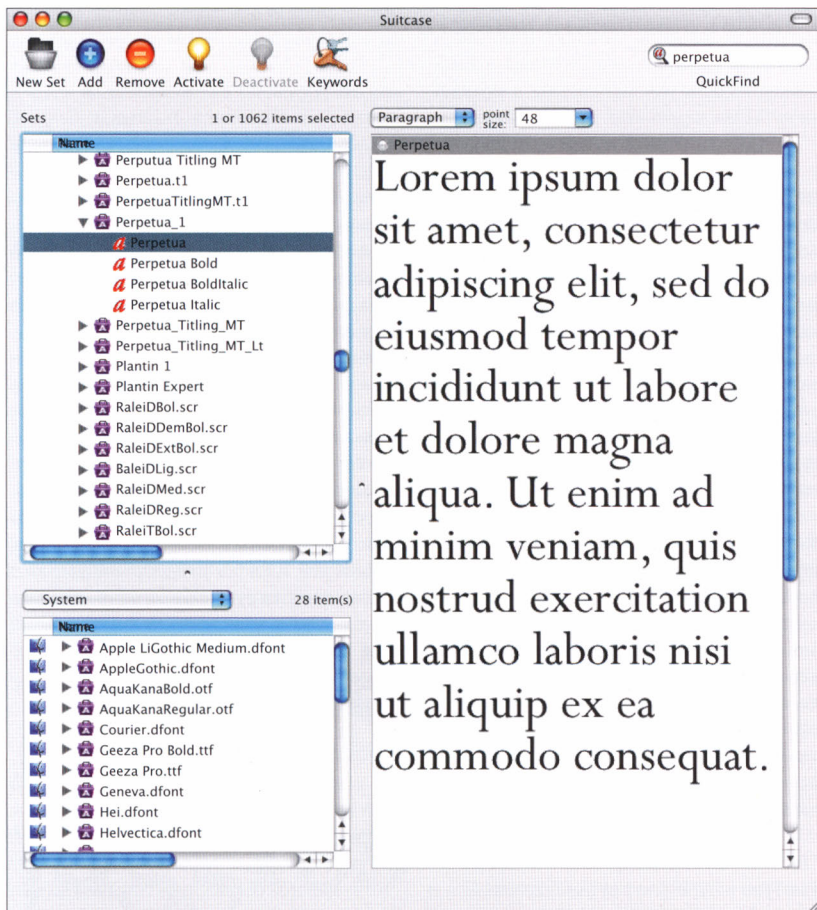 Suitcase
New Set Add Remove Activate Deactivate Keywords
perpetua
QuickFind
Sets 1 or 1062 items selected
Name
Perputua Titling MT
Perpetua.t1
PerpetuaTitlingMT.t1
Perpetua_1
Perpetua
Perpetua Bold
Perpetua BoldItalic
Perpetua Italic
Perpetua_Titling_MT
Perpetua_Titling_MT_Lt
Plantin 1
Plantin Expert
RaleiDBol.scr
RaleiDDemBol.scr
RaleiDExtBol.scr
BaleiDLig.scr
RaleiDMed.scr
RaleiDReg.scr
RaleiTBol.scr
System 28 item(s)
Name
Apple LiGothic Medium.dfont
AppleGothic.dfont
AquaKanaBold.otf
AquaKanaRegular.otf
Courier.dfont
Geeza Pro Bold.ttf
Geeza Pro.ttf
Geneva.dfont
Hei.dfont
Helvectica.dfont
Paragraph point size: 48
Perpetua
Lorem ipsum dolor
sit amet, consectetur
adipiscing elit, sed do
eiusmod tempor
incididunt ut labore
et dolore magna
aliqua. Ut enim ad
minim veniam, quis
nostrud exercitation
ullamco laboris nisi
ut aliquip ex ea
commodo consequat.